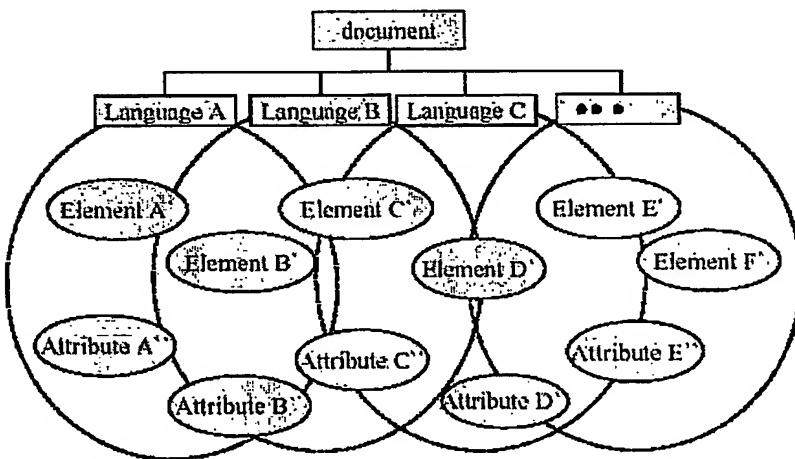 document
Language A
Language B
Language C
•••
Element A
Element C'
Element E'
Element B'
Element D'
Element F'
Attribute A''
Attribute C''
Attribute E''
Attribute B
Attribute D'